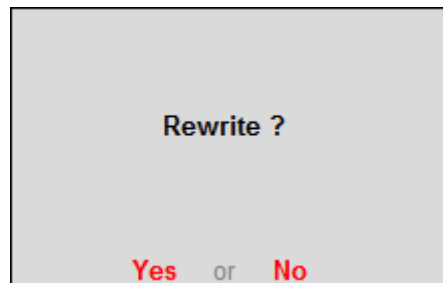 Rewrite ?
Yes or No